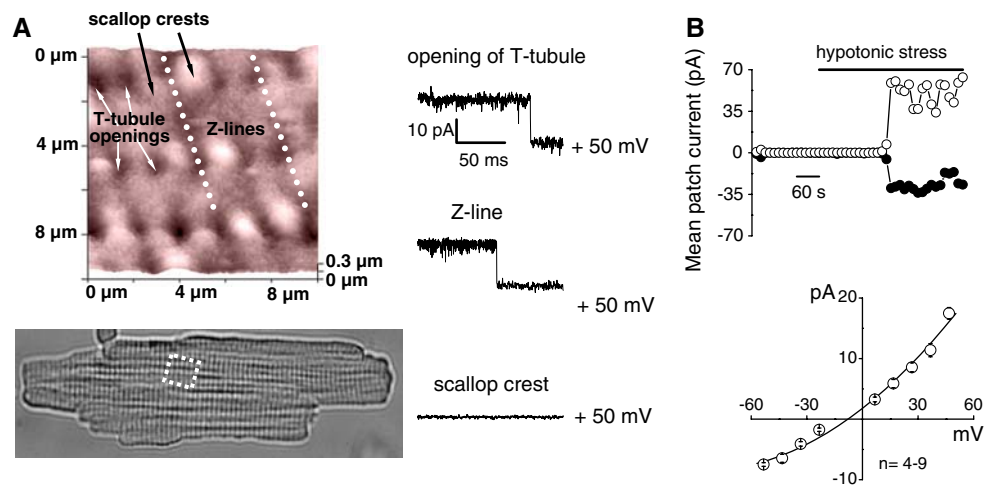 A
scallop crests
0 μm
4 μm
8 μm
T-tubule
openings
Z-lines
0.3 μm
0 μm
0 μm
4 μm
8 μm
opening of T-tubule
10 pA
50 ms
+ 50 mV
Z-line
+ 50 mV
scallop crest
+ 50 mV
B
hypotonic stress
Mean patch current (pA)
70
35
0
-35
-70
60 s
pA
20
10
-10
-60
-30
30
60
mV
n= 4-9